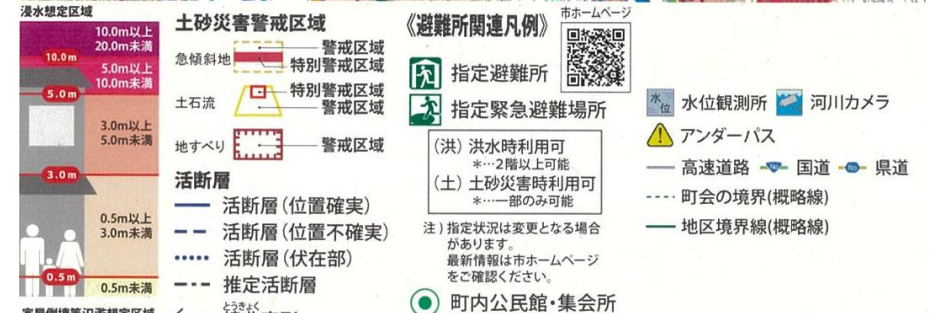 浸水想定区域
10.0m以上
20.0m未満
10.0m
5.0m以上
10.0m未満
5.0m
3.0m以上
5.0m未満
3.0m
0.5m以上
3.0m未満
0.5m
0.5m未満
土砂災害警戒区域
急傾斜地
警戒区域
特別警戒区域
土石流
特別警戒区域
警戒区域
地すべり
警戒区域
活断層
活断層(位置確実)
活断層(位置不確実)
活断層(伏在部)
推定活断層
とうきょく
《避難所関連凡例》
市ホームページ
指定避難所
指定緊急避難場所
(洪)洪水時利用可
*…2階以上可能
(土)土砂災害時利用可
*…一部のみ可能
注)指定状況は変更となる場合
があります。
最新情報は市ホームページ
をご確認ください。
町内公民館・集会所
水位 水位観測所
河川カメラ
アンダーパス
高速道路 国道 県道
町会の境界(概略線)
地区境界線(概略線)